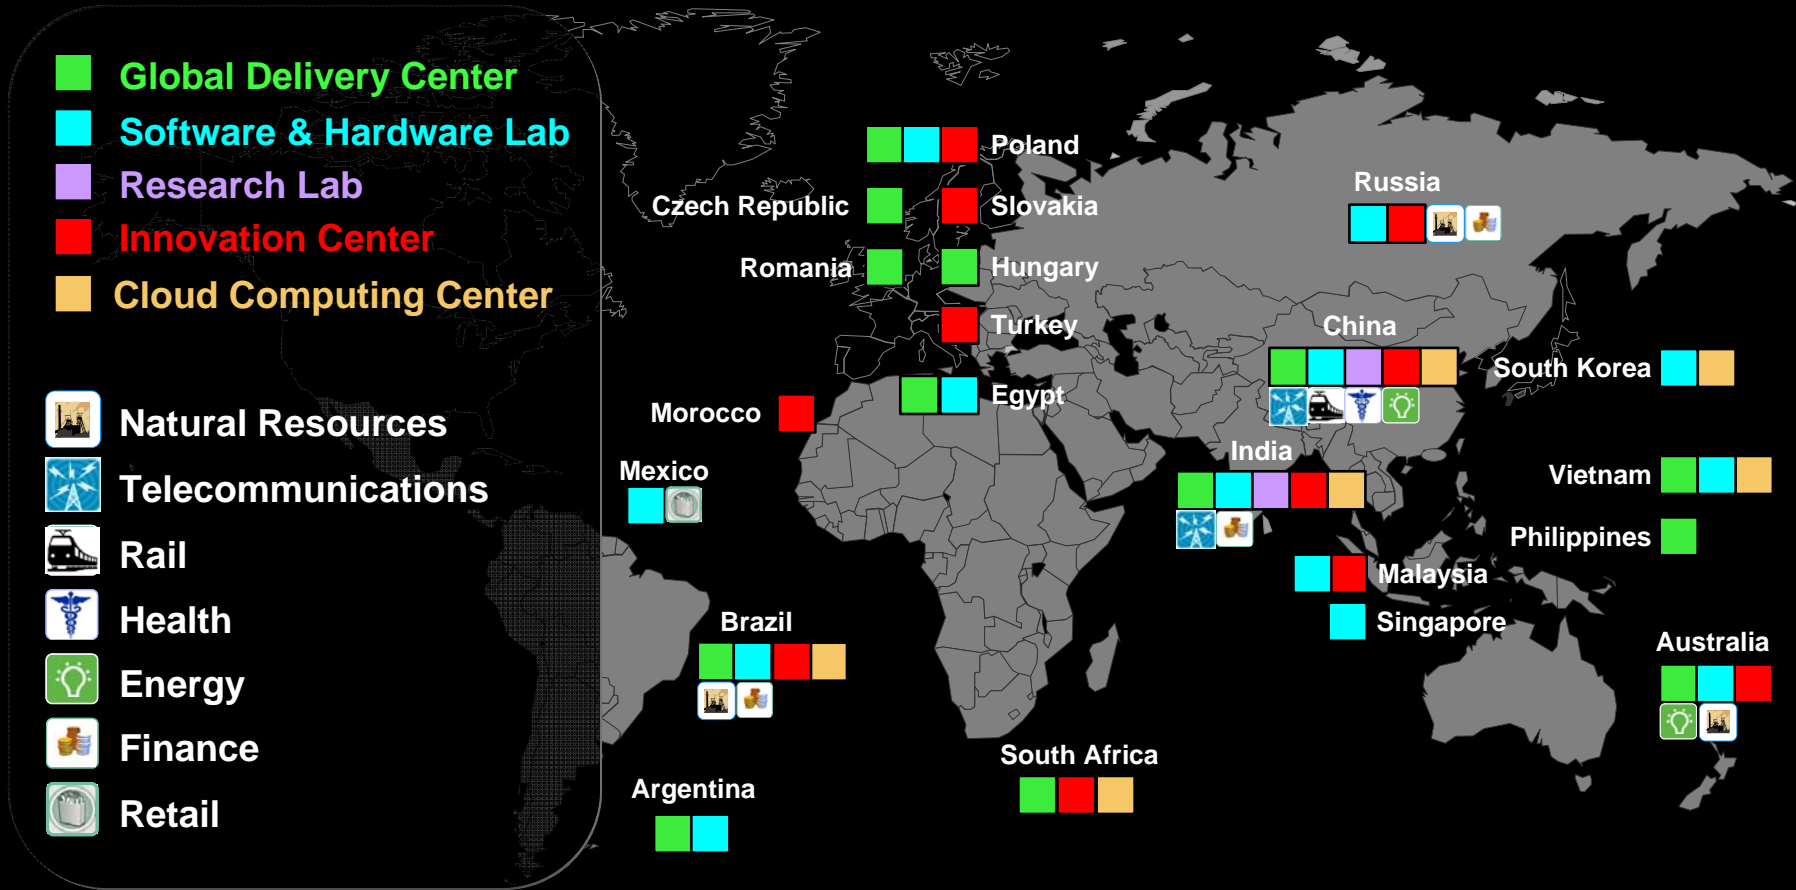 Global Delivery Center
Software & Hardware Lab
Research Lab
Innovation Center
Cloud Computing Center
Natural Resources
Telecommunications
Rail
Health
Energy
Finance
Retail
Poland
Czech Republic
Slovakia
Romania
Hungary
Turkey
Egypt
Morocco
Mexico
Brazil
Argentina
South Africa
Russia
China
South Korea
India
Vietnam
Philippines
Malaysia
Singapore
Australia